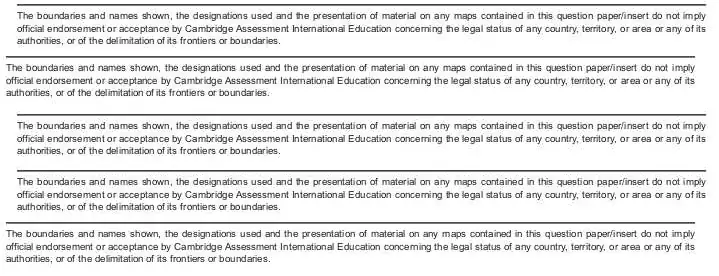 The boundaries and names shown, the designations used and the presentation of material on any maps contained in this question paper/insert do not imply
official endorsement or acceptance by Cambridge Assessment International Education concerning the legal status of any country, territory, or area or any of its
authorities, or of the delimitation of its frontiers or boundaries.
The boundaries and names shown, the designations used and the presentation of material on any maps contained in this question paper/insert do not imply
official endorsement or acceptance by Cambridge Assessment International Education concerning the legal status of any country, territory, or area or any of its
authorities, or of the delimitation of its frontiers or boundaries.
The boundaries and names shown, the designations used and the presentation of material on any maps contained in this question paper/insert do not imply
official endorsement or acceptance by Cambridge Assessment International Education concerning the legal status of any country, territory, or area or any of its
authorities, or of the delimitation of its frontiers or boundaries.
The boundaries and names shown, the designations used and the presentation of material on any maps contained in this question paper/insert do not imply
official endorsement or acceptance by Cambridge Assessment International Education concerning the legal status of any country, territory, or area or any of its
authorities, or of the delimitation of its frontiers or boundaries.
The boundaries and names shown, the designations used and the presentation of material on any maps contained in this question paper/insert do not imply
official endorsement or acceptance by Cambridge Assessment International Education concerning the legal status of any country, territory, or area or any of its
authorities, or of the delimitation of its frontiers or boundaries.